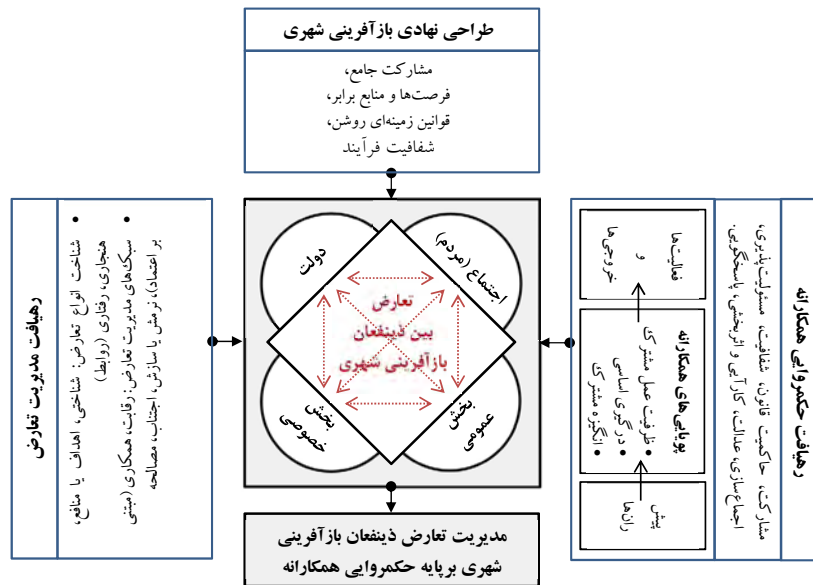 طراحی نهادی بازآفرینی شهری
مشارکت جامع،
فرصت‌ها و منابع برابر،
قوانین زمینه‌ای روشن،
شفافیت فرآیند
رهیافت حکمروایی همکارانه
مشارکت، حاکمیت قانون، شفافیت، مسئولیت‌پذیری،
اجماع‌سازی، عدالت، کارآیی و اثربخشی، پاسخگویی.
فعالیت‌ها
و
خروجی‌ها
پویایی‌های همکارانه
• ظرفیت عمل مشترک
• درگیری اساسی
• انگیزه مشترک
پیش
ران‌ها
اجتماع (مردم)
دولت
تعارض
بین ذینفعان
بازآفرینی شهری
بخش
عمومی
بخش
خصوصی
• شناخت انواع تعارض: شناختی، اهداف یا منافع،
هنجاری، رفتاری (روابط)
• سبک‌های مدیریت تعارض: رقابت، همکاری (مبتنی
بر اعتماد)، نرمش یا سازش، اجتناب، مصالحه
رهیافت مدیریت تعارض
مدیریت تعارض ذینفعان بازآفرینی
شهری برپایه حکمروایی همکارانه